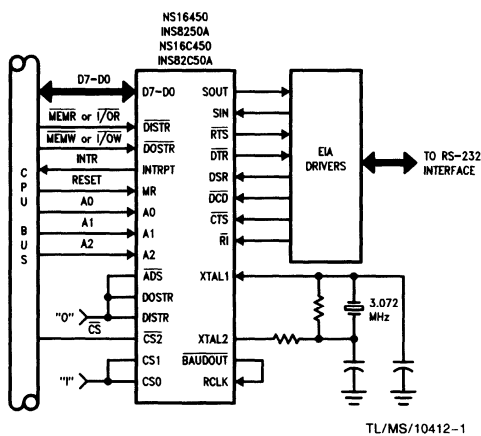 NS16450
INS8250A
NS16C450
INS82C50A
CPU BUS
D7-D0
MEMR or I/OR
MEMW or I/OW
INTR
RESET
A0
A1
A2
"0"
CS
"1"
D7-D0
DISTR
DOSTR
INTRPT
MR
A0
A1
A2
ADS
DOSTR
DISTR
CS2
CS1
CS0
SOUT
SIN
RTS
DTR
DSR
DCD
CTS
RI
XTAL1
XTAL2
BAUDOUT
RCLK
EIA
DRIVERS
TO RS-232
INTERFACE
3.072
MHz
TL/MS/10412-1